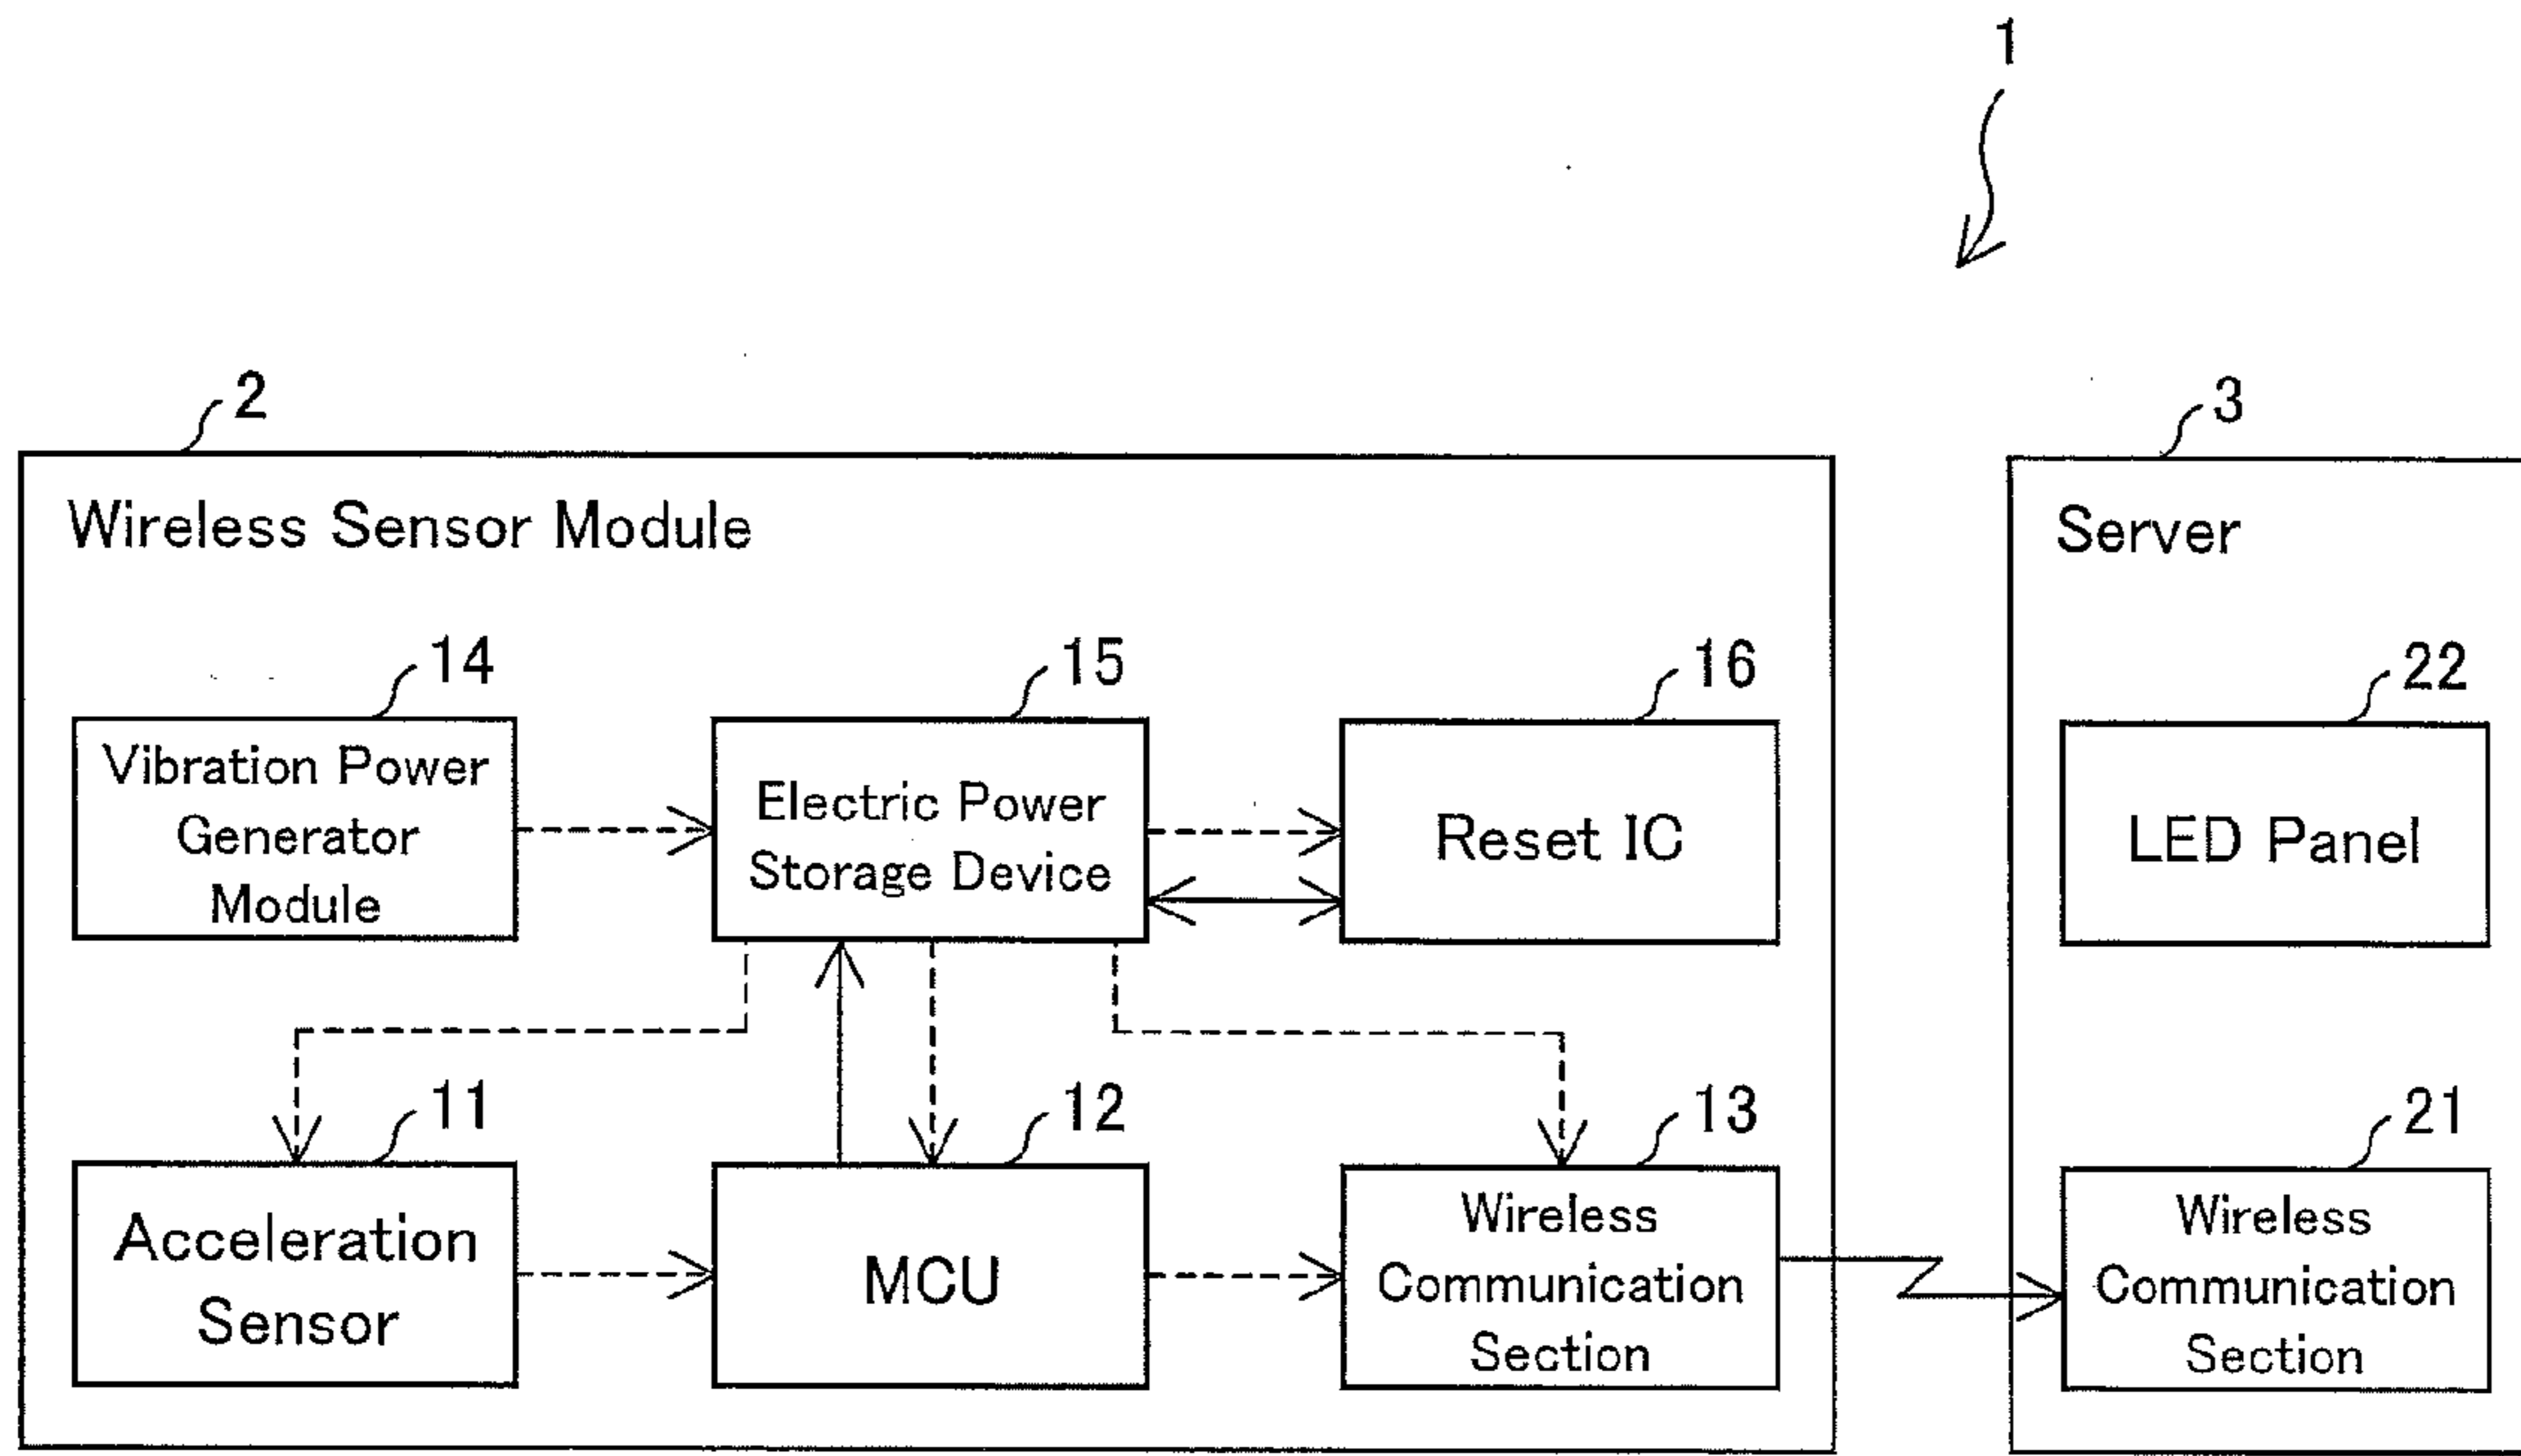 1
2
3
Wireless Sensor Module
Server
14
15
16
22
Vibration Power
Generator
Module
Electric Power
Storage Device
Reset IC
LED Panel
11
12
13
21
Acceleration
Sensor
MCU
Wireless
Communication
Section
Wireless
Communication
Section